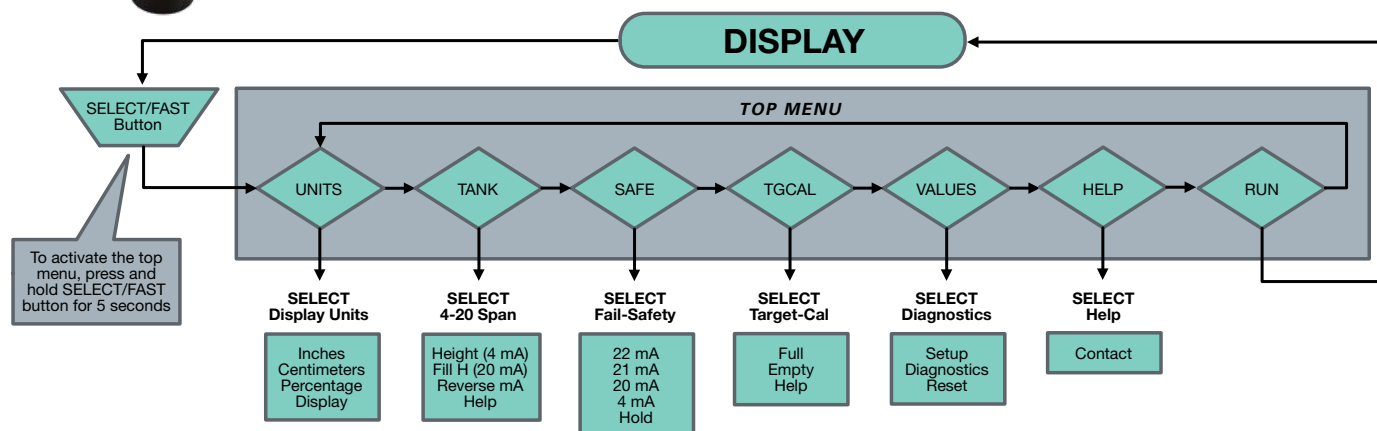 DISPLAY
SELECT/FAST
Button
TOP MENU
UNITS
TANK
SAFE
TGCAL
VALUES
HELP
RUN
To activate the top
menu, press and
hold SELECT/FAST
button for 5 seconds
SELECT
Display Units
Inches
Centimeters
Percentage
Display
SELECT
4-20 Span
Height (4 mA)
Fill H (20 mA)
Reverse mA
Help
SELECT
Fail-Safety
22 mA
21 mA
20 mA
4 mA
Hold
SELECT
Target-Cal
Full
Empty
Help
SELECT
Diagnostics
Setup
Diagnostics
Reset
SELECT
Help
Contact